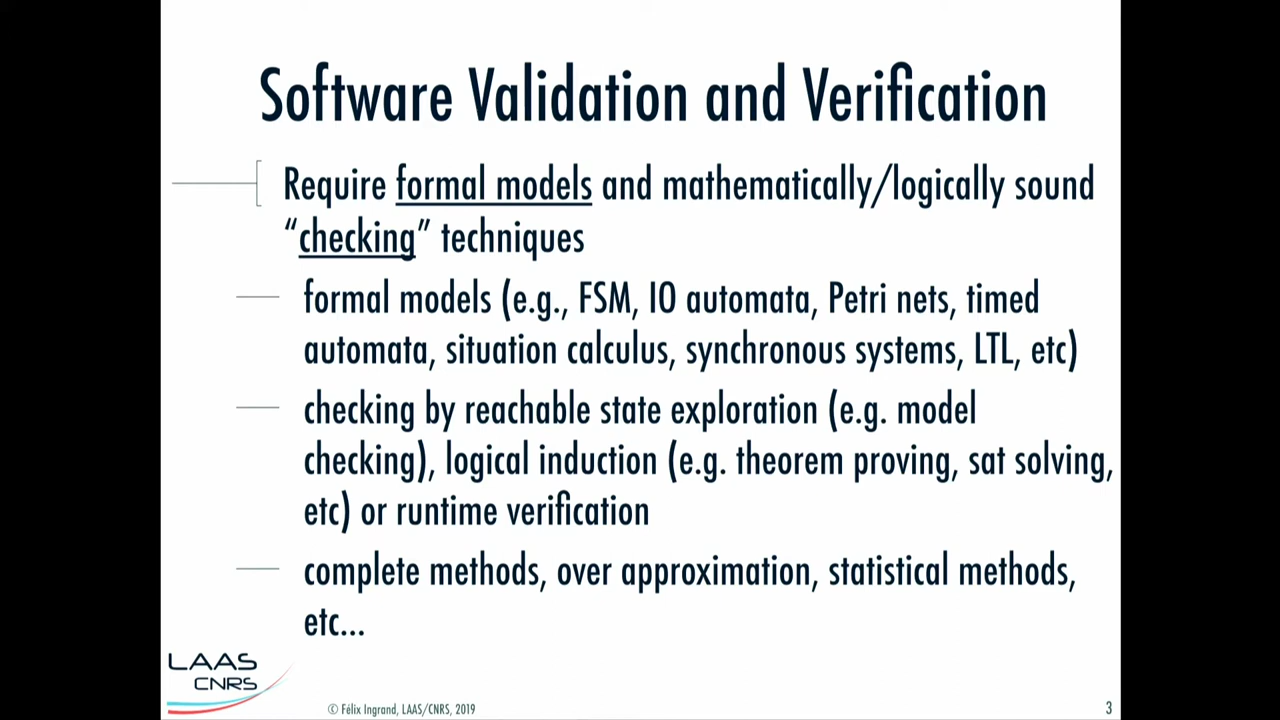 Software Validation and Verification
Require formal models and mathematically/logically sound
“checking” techniques
formal models (e.g., FSM, IO automata, Petri nets, timed
automata, situation calculus, synchronous systems, LTL, etc)
checking by reachable state exploration (e.g. model
checking), logical induction (e.g. theorem proving, sat solving,
etc) or runtime verification
complete methods, over approximation, statistical methods,
etc...
LAAS
CNRS
© Félix Ingrand, LAAS/CNRS, 2019
3